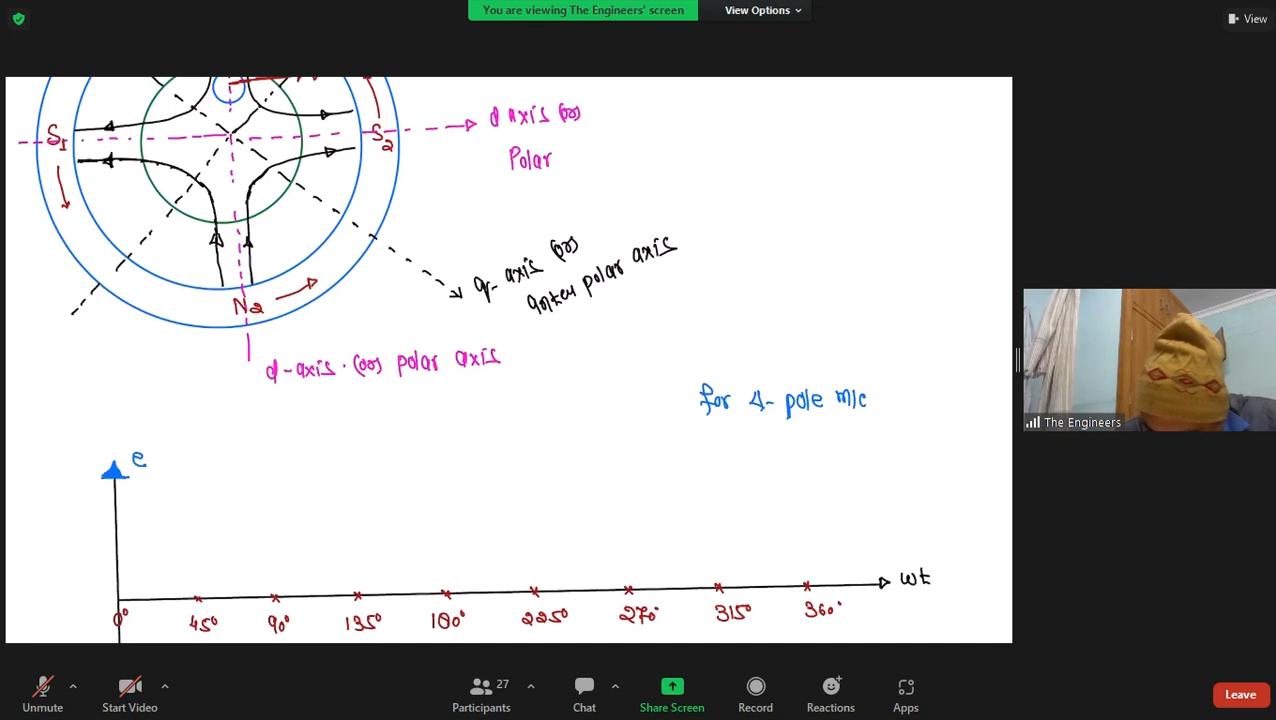 You are viewing The Engineers' screen
View Options
View
S1
S2
d axis (or)
Polar
q- axis (or)
anter polar axis
N2
d-axis. (or) polar axis
for 4- pole m/c
The Engineers
e
wt
0° 45° 90° 135° 180° 225° 270° 315° 360°
Unmute
Start Video
27
Participants
Chat
Share Screen
Record
Reactions
Apps
Leave